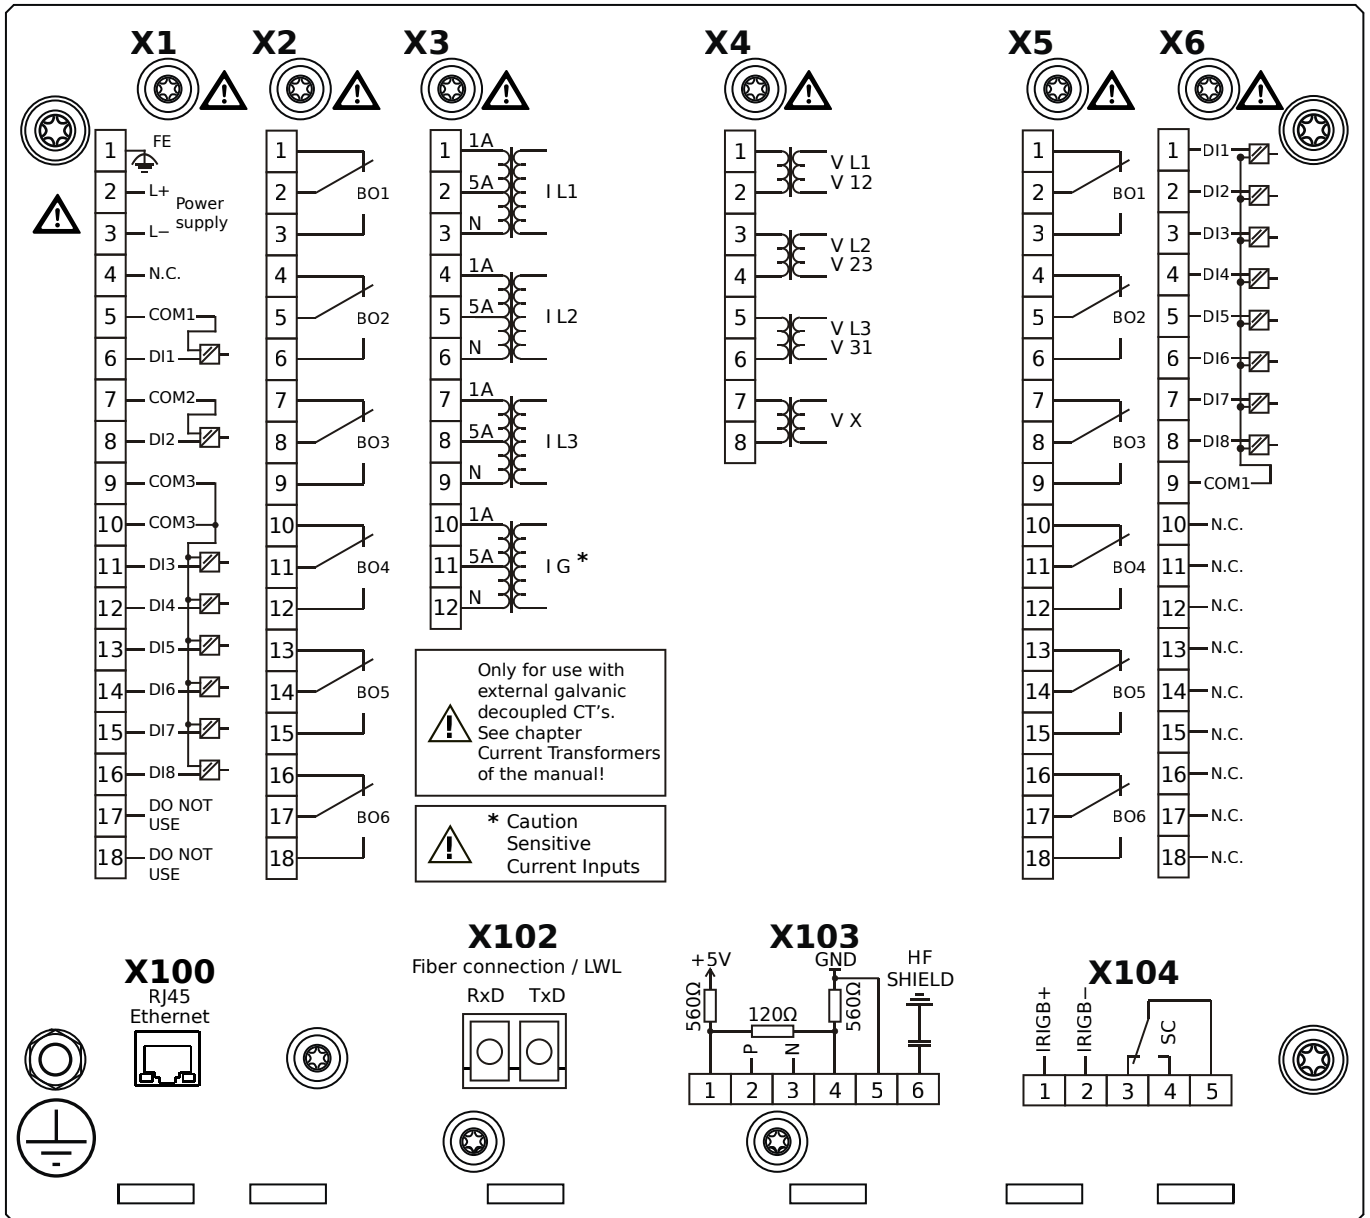 X1 X2 X3 X4 X5 X6
1 FE
2 L+
Power
supply
3 L−
4 N.C.
5 COM1
6 DI1
7 COM2
8 DI2
9 COM3
10 COM3
11 DI3
12 DI4
13 DI5
14 DI6
15 DI7
16 DI8
17 DO NOT
USE
18 DO NOT
USE
1
2 BO1
3
4
5 BO2
6
7
8 BO3
9
10
11 BO4
12
13
14 BO5
15
16
17 BO6
18
1 1A
2 5A I L1
3 N
4 1A
5 5A I L2
6 N
7 1A
8 5A I L3
9 N
10 1A
11 5A I G *
12 N
Only for use with
external galvanic
decoupled CT's.
See chapter
Current Transformers
of the manual!
* Caution
Sensitive
Current Inputs
1 V L1
2 V 12
3 V L2
4 V 23
5 V L3
6 V 31
7 V X
8
1
2 BO1
3
4
5 BO2
6
7
8 BO3
9
10
11 BO4
12
13
14 BO5
15
16
17 BO6
18
1 DI1
2 DI2
3 DI3
4 DI4
5 DI5
6 DI6
7 DI7
8 DI8
9 COM1
10 N.C.
11 N.C.
12 N.C.
13 N.C.
14 N.C.
15 N.C.
16 N.C.
17 N.C.
18 N.C.
X100
RJ45
Ethernet
X102
Fiber connection / LWL
RxD TxD
X103
+5V GND HF
SHIELD
560Ω 120Ω 560Ω
P N
1 2 3 4 5 6
X104
IRIGB+ IRIGB− SC
1 2 3 4 5